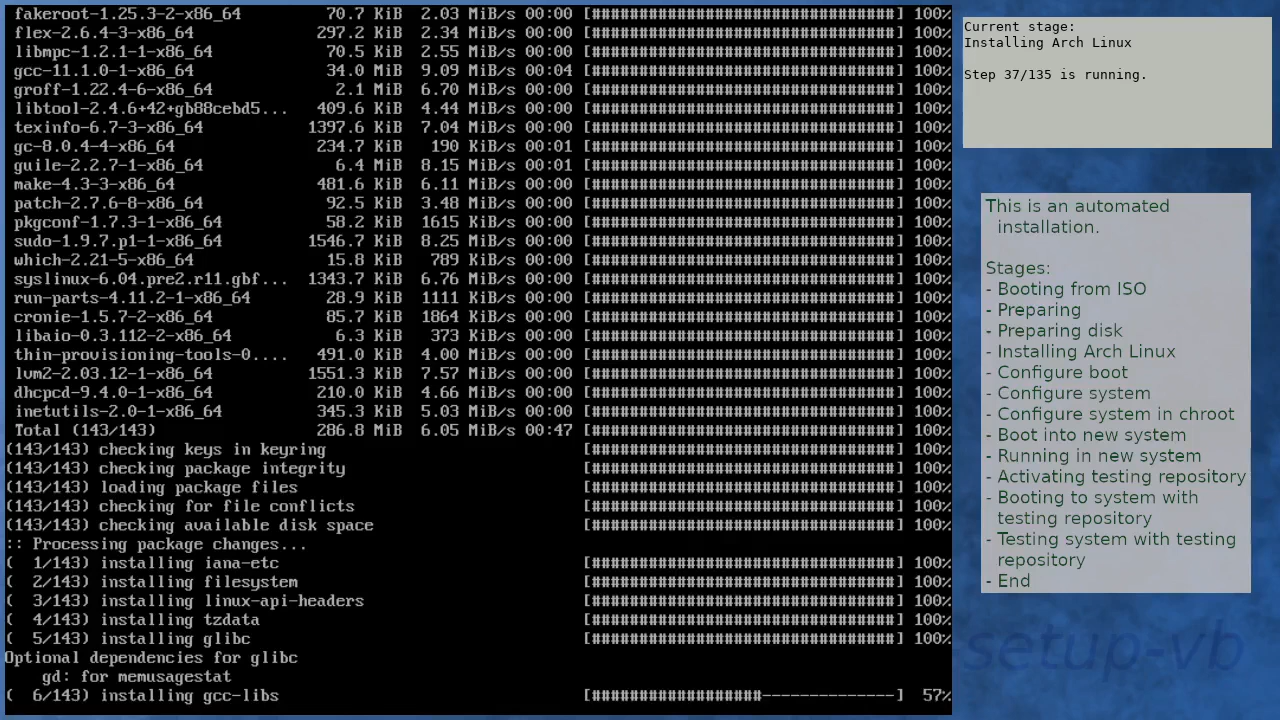 fakeroot-1.25.3-2-x86_64 70.7 KiB 2.03 MiB/s 00:00 [################################] 100%
flex-2.6.4-3-x86_64 297.2 KiB 2.34 MiB/s 00:00 [################################] 100%
libmpc-1.2.1-1-x86_64 70.5 KiB 2.55 MiB/s 00:00 [################################] 100%
gcc-11.1.0-1-x86_64 34.0 MiB 9.09 MiB/s 00:04 [################################] 100%
groff-1.22.4-6-x86_64 2.1 MiB 6.70 MiB/s 00:00 [################################] 100%
libtool-2.4.6+42+gb88cebd5... 409.6 KiB 4.44 MiB/s 00:00 [################################] 100%
texinfo-6.7-3-x86_64 1397.6 KiB 7.04 MiB/s 00:00 [################################] 100%
gc-8.0.4-4-x86_64 234.7 KiB 190 KiB/s 00:01 [################################] 100%
guile-2.2.7-1-x86_64 6.4 MiB 8.15 MiB/s 00:01 [################################] 100%
make-4.3-3-x86_64 481.6 KiB 6.11 MiB/s 00:00 [################################] 100%
patch-2.7.6-8-x86_64 92.5 KiB 3.48 MiB/s 00:00 [################################] 100%
pkgconf-1.7.3-1-x86_64 58.2 KiB 1615 KiB/s 00:00 [################################] 100%
sudo-1.9.7.p1-1-x86_64 1546.7 KiB 8.25 MiB/s 00:00 [################################] 100%
which-2.21-5-x86_64 15.8 KiB 789 KiB/s 00:00 [################################] 100%
syslinux-6.04.pre2.r11.gbf... 1343.7 KiB 6.76 MiB/s 00:00 [################################] 100%
run-parts-4.11.2-1-x86_64 28.9 KiB 1111 KiB/s 00:00 [################################] 100%
cronie-1.5.7-2-x86_64 85.7 KiB 1864 KiB/s 00:00 [################################] 100%
libaio-0.3.112-2-x86_64 6.3 KiB 373 KiB/s 00:00 [################################] 100%
thin-provisioning-tools-0.... 491.0 KiB 4.00 MiB/s 00:00 [################################] 100%
lvm2-2.03.12-1-x86_64 1551.3 KiB 7.57 MiB/s 00:00 [################################] 100%
dhcpcd-9.4.0-1-x86_64 210.0 KiB 4.66 MiB/s 00:00 [################################] 100%
inetutils-2.0-1-x86_64 345.3 KiB 5.03 MiB/s 00:00 [################################] 100%
Total (143/143) 286.8 MiB 6.05 MiB/s 00:47 [################################] 100%
(143/143) checking keys in keyring [################################] 100%
(143/143) checking package integrity [################################] 100%
(143/143) loading package files [################################] 100%
(143/143) checking for file conflicts [################################] 100%
(143/143) checking available disk space [################################] 100%
:: Processing package changes...
( 1/143) installing iana-etc [################################] 100%
( 2/143) installing filesystem [################################] 100%
( 3/143) installing linux-api-headers [################################] 100%
( 4/143) installing tzdata [################################] 100%
( 5/143) installing glibc [################################] 100%
Optional dependencies for glibc
gd: for memusagestat
( 6/143) installing gcc-libs [##################--------------] 57%
Current stage:
Installing Arch Linux
Step 37/135 is running.
This is an automated
installation.
Stages:
- Booting from ISO
- Preparing
- Preparing disk
- Installing Arch Linux
- Configure boot
- Configure system
- Configure system in chroot
- Boot into new system
- Running in new system
- Activating testing repository
- Booting to system with
testing repository
- Testing system with testing
repository
- End
setup-vb